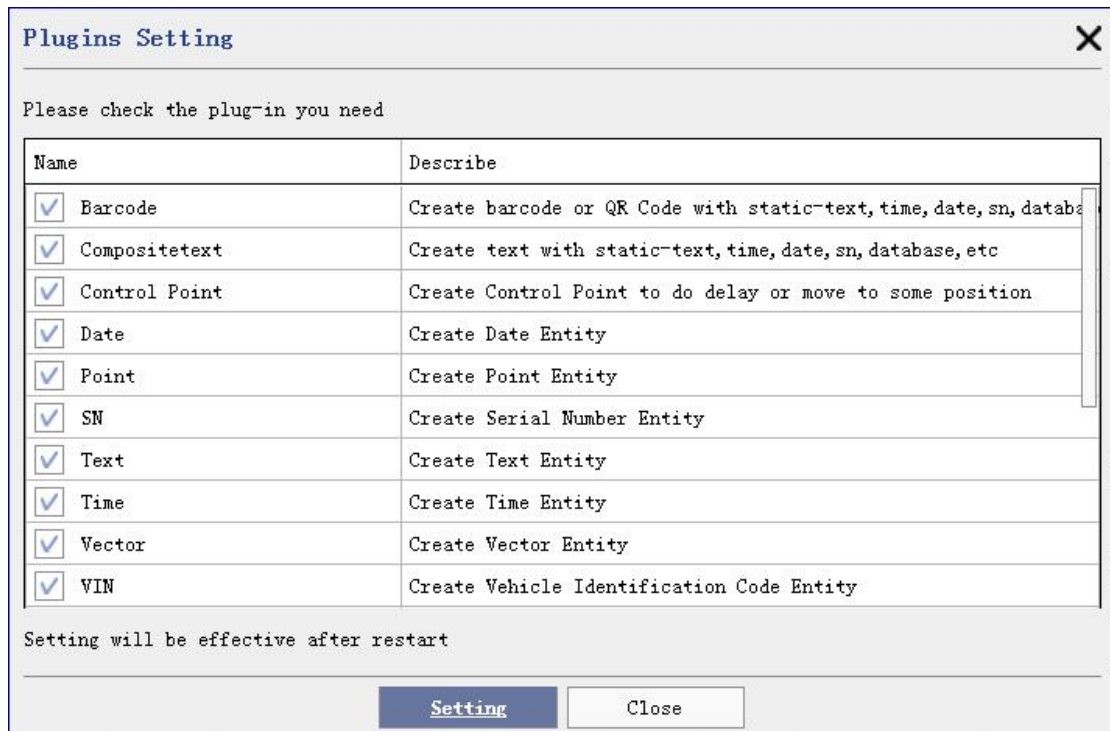 Plugins Setting
Please check the plug-in you need
Name Describe
Barcode Create barcode or QR Code with static-text, time, date, sn,
Compositetext Create text with static-text, time, date, sn, database, etc
Control Point Create Control Point to do delay or move to some position
Date Create Date Entity
Point Create Point Entity
SN Create Serial Number Entity
Text Create Text Entity
Time Create Time Entity
Vector Create Vector Entity
VIN Create Vehicle Identification Code Entity
Setting will be effective after restart
Setting Close